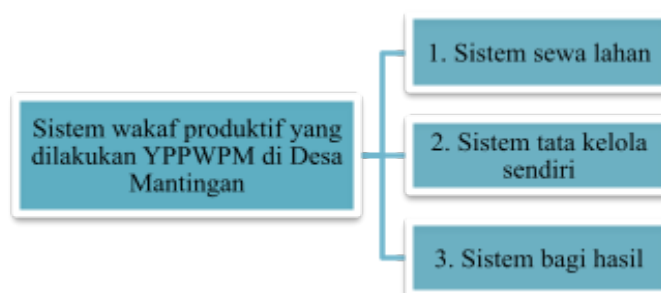 Sistem wakaf produktif yang
dilakukan YPPWPM di Desa
Mantingan
1. Sistem sewa lahan
2. Sistem tata kelola
sendiri
3. Sistem bagi hasil